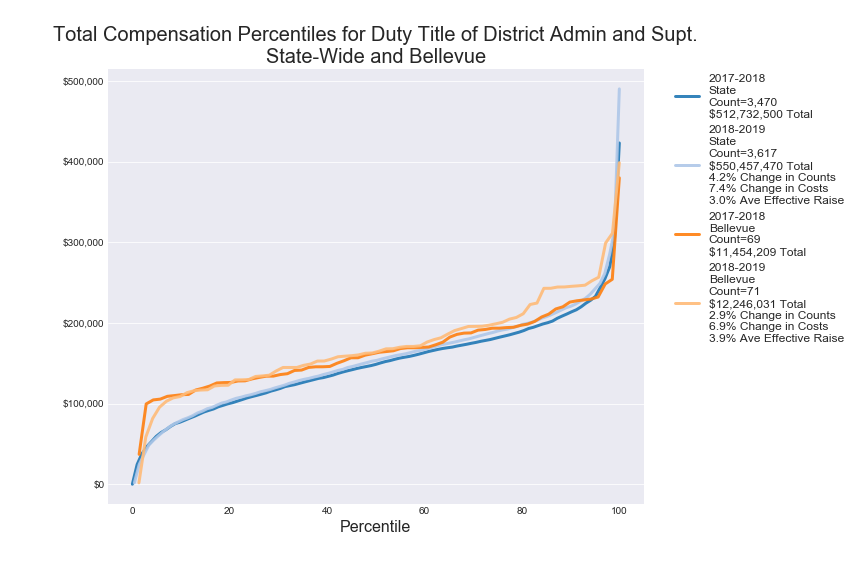 Total Compensation Percentiles for Duty Title of District Admin and Supt.
State-Wide and Bellevue
$500,000
$400,000
$300,000
$200,000
$100,000
$0
0 20 40 60 80 100
Percentile
2017-2018
State
Count=3,470
$512,732,500 Total
2018-2019
State
Count=3,617
$550,457,470 Total
4.2% Change in Counts
7.4% Change in Costs
3.0% Ave Effective Raise
2017-2018
Bellevue
Count=69
$11,454,209 Total
2018-2019
Bellevue
Count=71
$12,246,031 Total
2.9% Change in Counts
6.9% Change in Costs
3.9% Ave Effective Raise